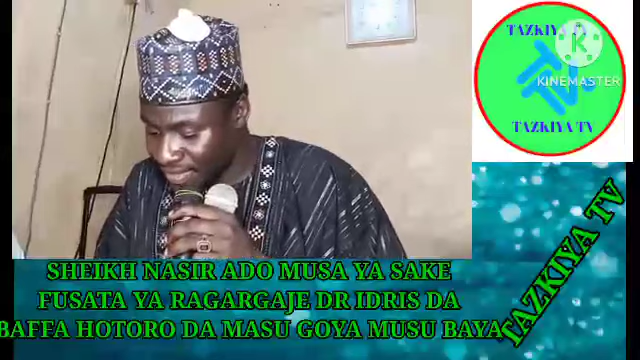 TAZKIYA TV
KINEMASTER
TAZKIYA TV
TAZKIYA TV
SHEIKH NASIR ADO MUSA YA SAKE
FUSATA YA RAGARGAJE DR IDRIS DA
BAFFA HOTORO DA MASU GOYA MUSU BAYA